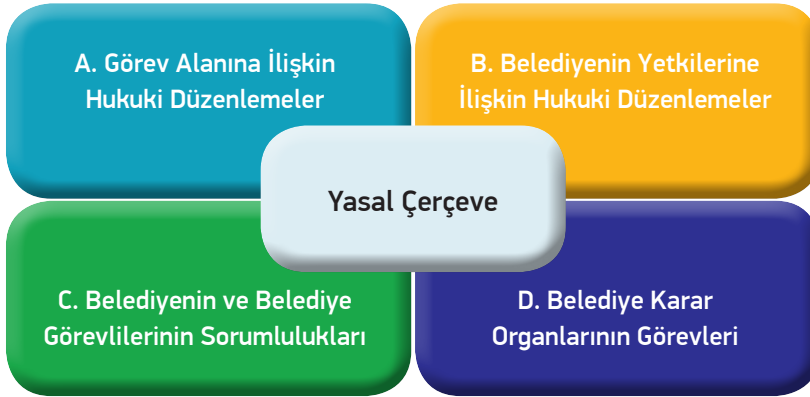 A. Görev Alanına İlişkin
Hukuki Düzenlemeler
B. Belediyenin Yetkilerine
İlişkin Hukuki Düzenlemeler
Yasal Çerçeve
C. Belediyenin ve Belediye
Görevlilerinin Sorumlulukları
D. Belediye Karar
Organlarının Görevleri